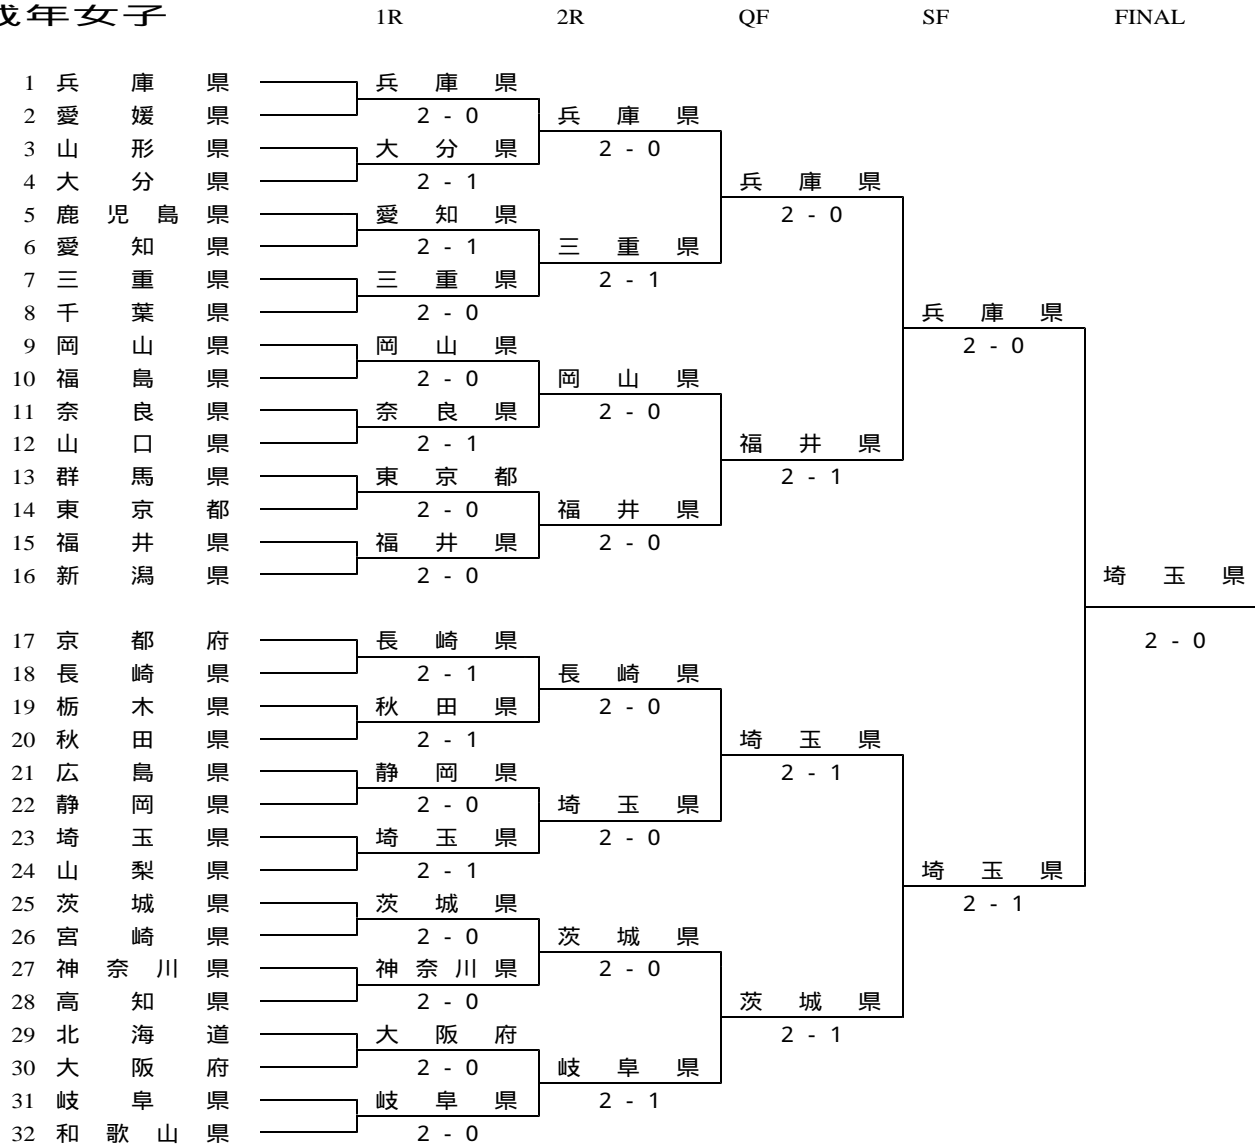 成年女子 1R 2R QF SF FINAL
1 兵庫県 兵庫県
2 愛媛県 2 - 0 兵庫県
3 山形県 大分県 2 - 0
4 大分県 2 - 1 兵庫県
5 鹿児島県 愛知県 2 - 0
6 愛知県 2 - 1 三重県
7 三重県 三重県 2 - 1
8 千葉県 2 - 0 兵庫県
9 岡山県 岡山県 2 - 0
10 福島県 2 - 0 岡山県
11 奈良県 奈良県 2 - 0
12 山口県 2 - 1 福井県
13 群馬県 東京都 2 - 1
14 東京都 2 - 0 福井県
15 福井県 福井県 2 - 0
16 新潟県 2 - 0 埼玉県
17 京都府 長崎県 2 - 0
18 長崎県 2 - 1 長崎県
19 栃木県 秋田県 2 - 0
20 秋田県 2 - 1 埼玉県
21 広島県 静岡県 2 - 1
22 静岡県 2 - 0 埼玉県
23 埼玉県 埼玉県 2 - 0
24 山梨県 2 - 1 埼玉県
25 茨城県 茨城県 2 - 1
26 宮崎県 2 - 0 茨城県
27 神奈川県 神奈川県 2 - 0
28 高知県 2 - 0 茨城県
29 北海道 大阪府 2 - 1
30 大阪府 2 - 0 岐阜県
31 岐阜県 岐阜県 2 - 1
32 和歌山県 2 - 0